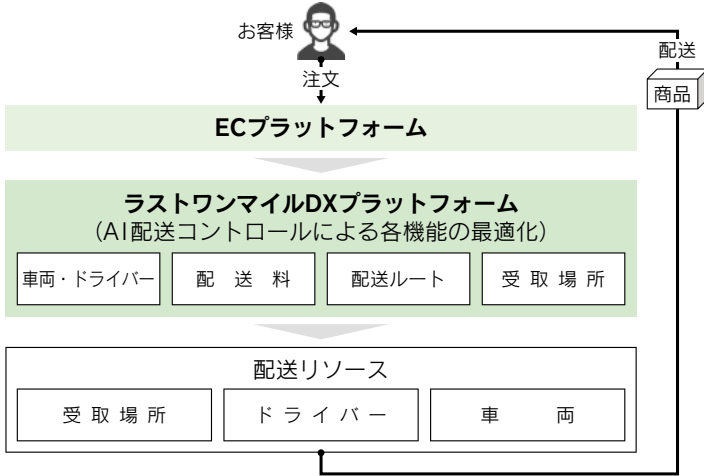 お客様
配送
注文
商品
ECプラットフォーム
ラストワンマイルDXプラットフォーム
（AI配送コントロールによる各機能の最適化）
車両・ドライバー
配送料
配送ルート
受取場所
配送リソース
受取場所
ドライバー
車両